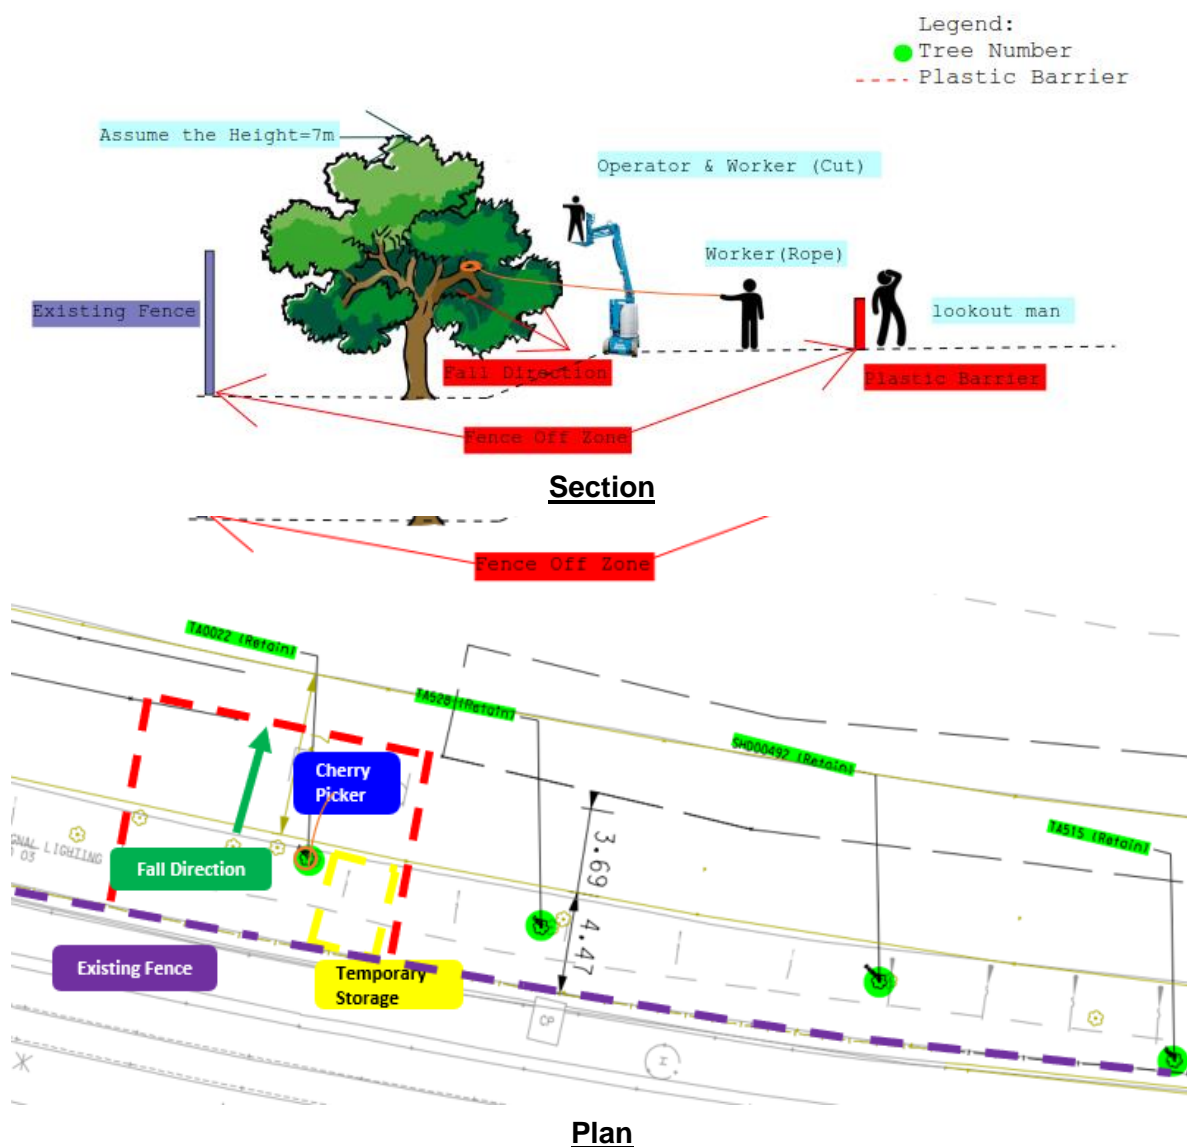 Legend:
Tree Number
Plastic Barrier
Assume the Height=7m
Operator & Worker (Cut)
Worker(Rope)
Existing Fence
lookout man
Fall Direction
Plastic Barrier
Fence Off Zone
Section
Fence Off Zone
TA0022 (Retain)
TA528 (Retain)
SHD00492 (Retain)
TA515 (Retain)
Cherry
Picker
3.69
4.47
GNAL LIGHTING
03
Fall Direction
Existing Fence
Temporary
Storage
CP
Plan